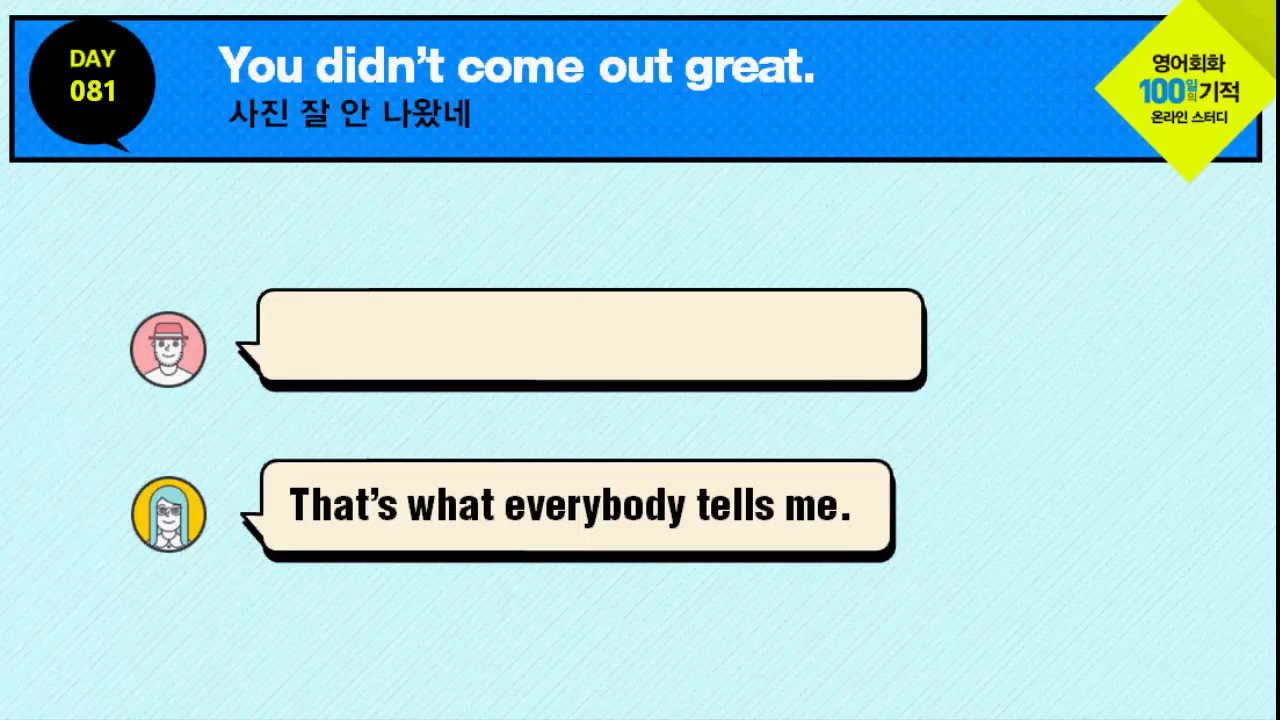 DAY
081
You didn’t come out great.
사진 잘 안 나왔네
영어회화
100일의기적
온라인 스터디
That’s what everybody tells me.